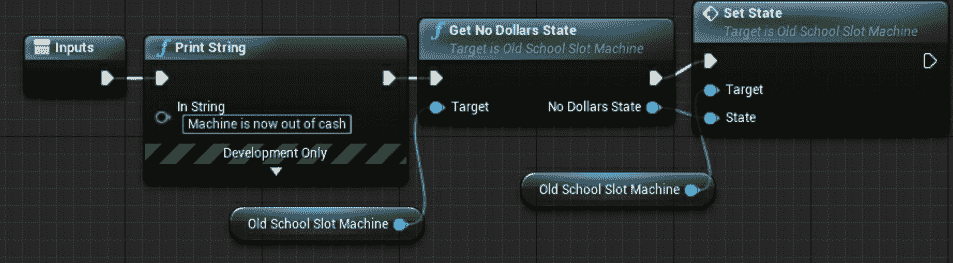 Inputs
Print String
In String
Machine is now out of cash
Development Only
Get No Dollars State
Target is Old School Slot Machine
Target
No Dollars State
Set State
Target is Old School Slot Machine
Target
State
Old School Slot Machine
Old School Slot Machine